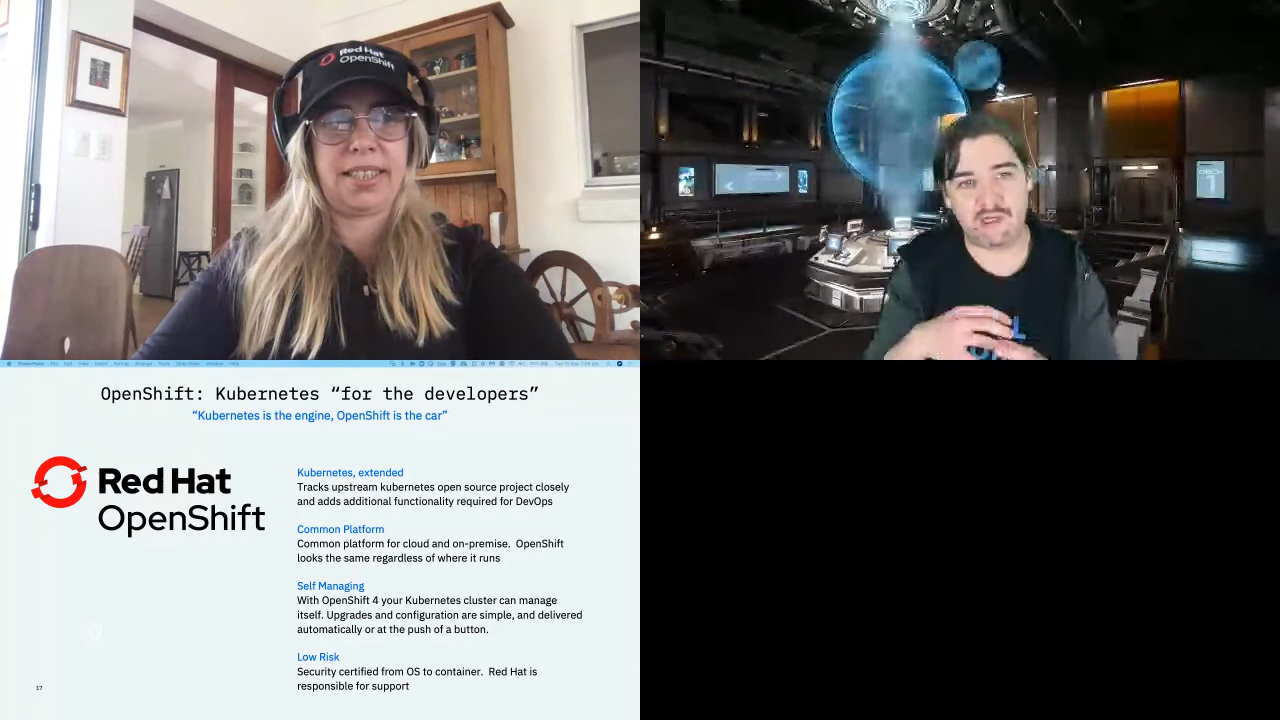 Red Hat
OpenShift
OpenShift: Kubernetes “for the developers”
“Kubernetes is the engine, OpenShift is the car”
Red Hat
OpenShift
Kubernetes, extended
Tracks upstream kubernetes open source project closely
and adds additional functionality required for DevOps
Common Platform
Common platform for cloud and on-premise.  OpenShift
looks the same regardless of where it runs
Self Managing
With OpenShift 4 your Kubernetes cluster can manage
itself. Upgrades and configuration are simple, and delivered
automatically or at the push of a button.
Low Risk
Security certified from OS to container.  Red Hat is
responsible for support
17